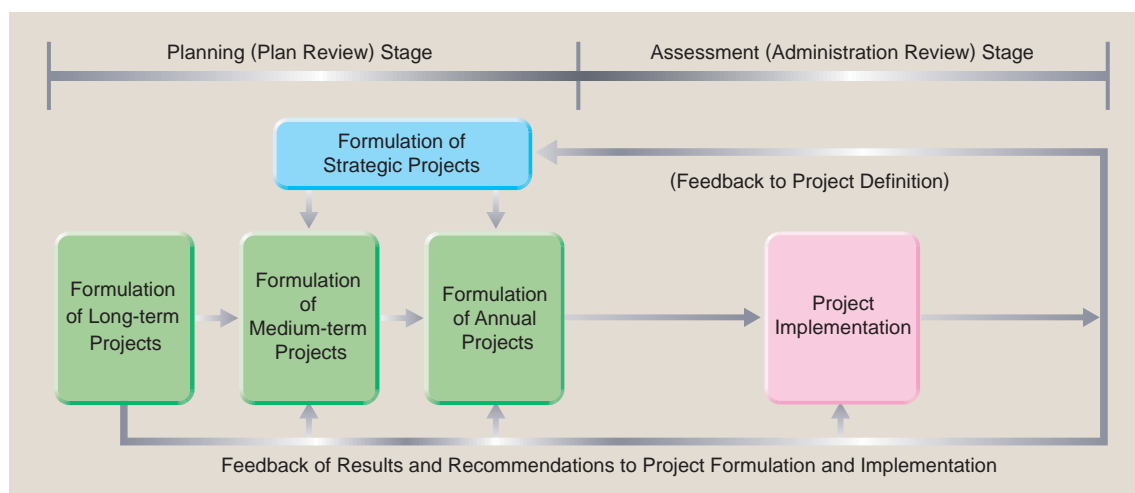 Planning (Plan Review) Stage
Assessment (Administration Review) Stage
Formulation of
Strategic Projects
(Feedback to Project Definition)
Formulation
of Long-term
Projects
Formulation
of
Medium-term
Projects
Formulation
of Annual
Projects
Project
Implementation
Feedback of Results and Recommendations to Project Formulation and Implementation